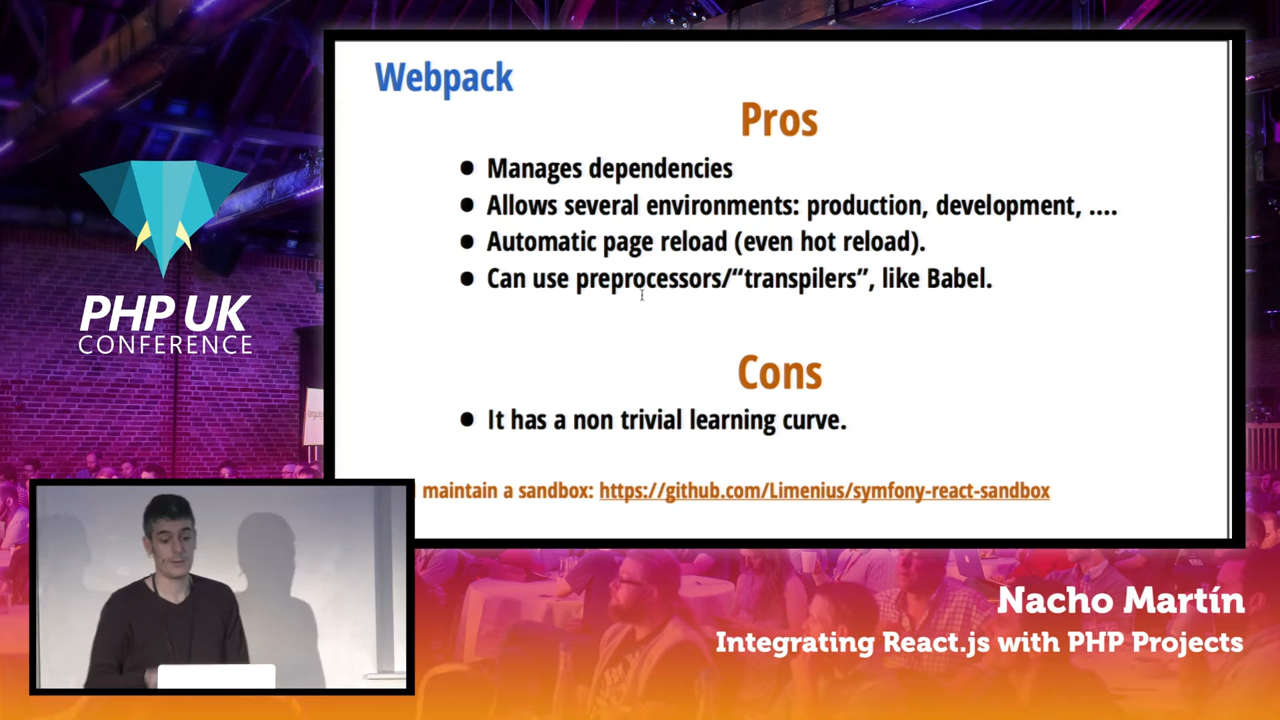 Webpack
Pros
● Manages dependencies
● Allows several environments: production, development, ....
● Automatic page reload (even hot reload).
● Can use preprocessors/“transpilers”, like Babel.
Cons
● It has a non trivial learning curve.
maintain a sandbox: https://github.com/Limenius/symfony-react-sandbox
PHP UK
CONFERENCE
Nacho Martín
Integrating React.js with PHP Projects